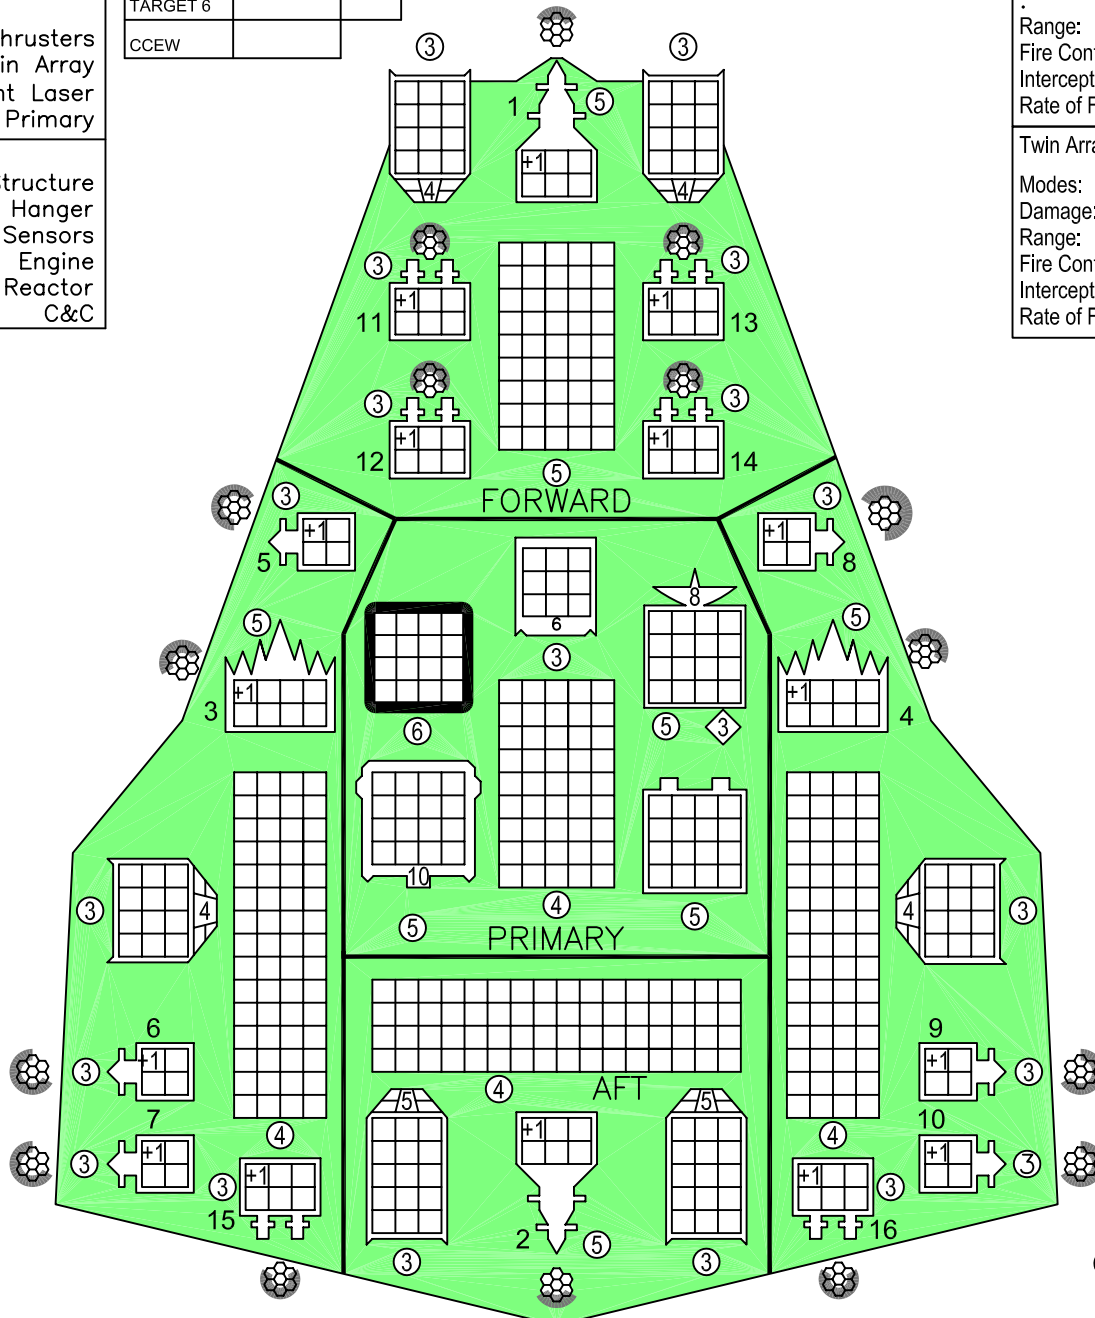 TARGET 6
CCEW
hrusters
in Array
nt Laser
Primary
Structure
Hanger
Sensors
Engine
Reactor
C&C
Range:
Fire Con
Intercept
Rate of F
Twin Arra
Modes:
Damage:
Range:
Fire Cont
Intercept
Rate of F
3
3
1
5
+1
4
4
3
3
+1
+1
11
13
3
3
+1
+1
12
14
5
FORWARD
3
3
+1
+1
5
8
6
8
5
5
3
+1
+1
3
4
6
5
3
10
3
4
4
3
5
4
5
PRIMARY
6
9
3
+1
+1
3
4
AFT
7
10
5
5
4
4
+1
3
+1
+1
3
3
+1
+1
3
15
16
2
5
3
3